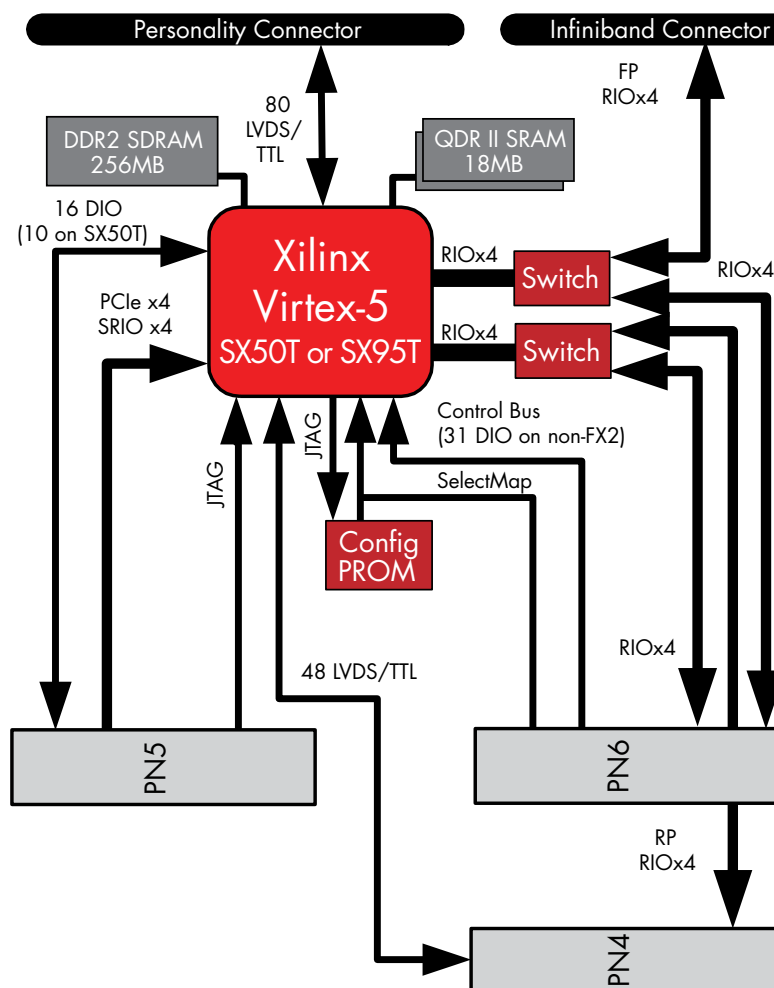 Personality Connector
Infiniband Connector
FP
RIOx4
80
LVDS/
TTL
DDR2 SDRAM
256MB
QDR II SRAM
18MB
16 DIO
(10 on SX50T)
Xilinx
Virtex-5
SX50T or SX95T
RIOx4
Switch
RIOx4
PCIe x4
SRIO x4
RIOx4
Switch
JTAG
JTAG
Control Bus
(31 DIO on non-FX2)
SelectMap
Config
PROM
48 LVDS/TTL
RIOx4
PN5
PN6
RP
RIOx4
PN4